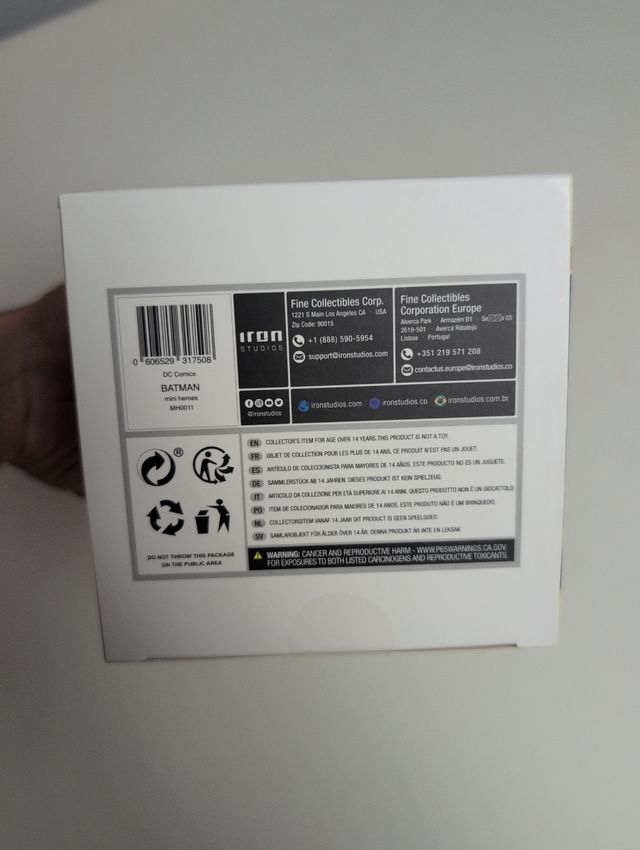 0 606529 317508
DC Comics
BATMAN
mini heroes
MH0011
IRON
STUDIOS
@ironstudios
Fine Collectibles Corp.
1221 S Main Los Angeles CA · USA
Zip Code: 90015
+1 (888) 590-5954
support@ironstudios.com
Fine Collectibles
Corporation Europe
Alverca Park · Armazém B1 ·
2619-501 · Averca Ribatejo
Lisboa · Portugal
+351 219 571 208
contactus.europe@ironstudios.co
ironstudios.com ironstudios.co ironstudios.com.br
®
DO NOT THROW THIS PACKAGE
ON THE PUBLIC AREA
EN COLLECTOR'S ITEM FOR AGE OVER 14 YEARS.THIS PRODUCT IS NOT A TOY.
FR OBJET DE COLLECTION POUR LES PLUS DE 14 ANS. CE PRODUIT N'EST PAS UN JOUET.
ES ARTÍCULO DE COLECCIONISTA PARA MAYORES DE 14 AÑOS. ESTE PRODUCTO NO ES UN JUGUETE.
DE SAMMLERSTÜCK AB 14 JAHREN. DIESES PRODUKT IST KEIN SPIELZEUG.
IT ARTICOLO DA COLLEZIONE PER ETÀ SUPERIORE AI 14 ANNI. QUESTO PRODOTTO NON È UN GIOCATTOLO.
PO ITEM DE COLECIONADOR PARA MAIORES DE 14 ANOS. ESTE PRODUTO NÃO É UM BRINQUEDO.
NL COLLECTORSITEM VANAF 14 JAAR DIT PRODUCT IS GEEN SPEELGOED.
SV SAMLAROBJEKT FÖR ÅLDER ÖVER 14 ÅR. DENNA PRODUKT ÄR INTE EN LEKSAK.
WARNING: CANCER AND REPRODUCTIVE HARM - WWW.P65WARNINGS.CA.GOV
FOR EXPOSURES TO BOTH LISTED CARCINOGENS AND REPRODUCTIVE TOXICANTS.